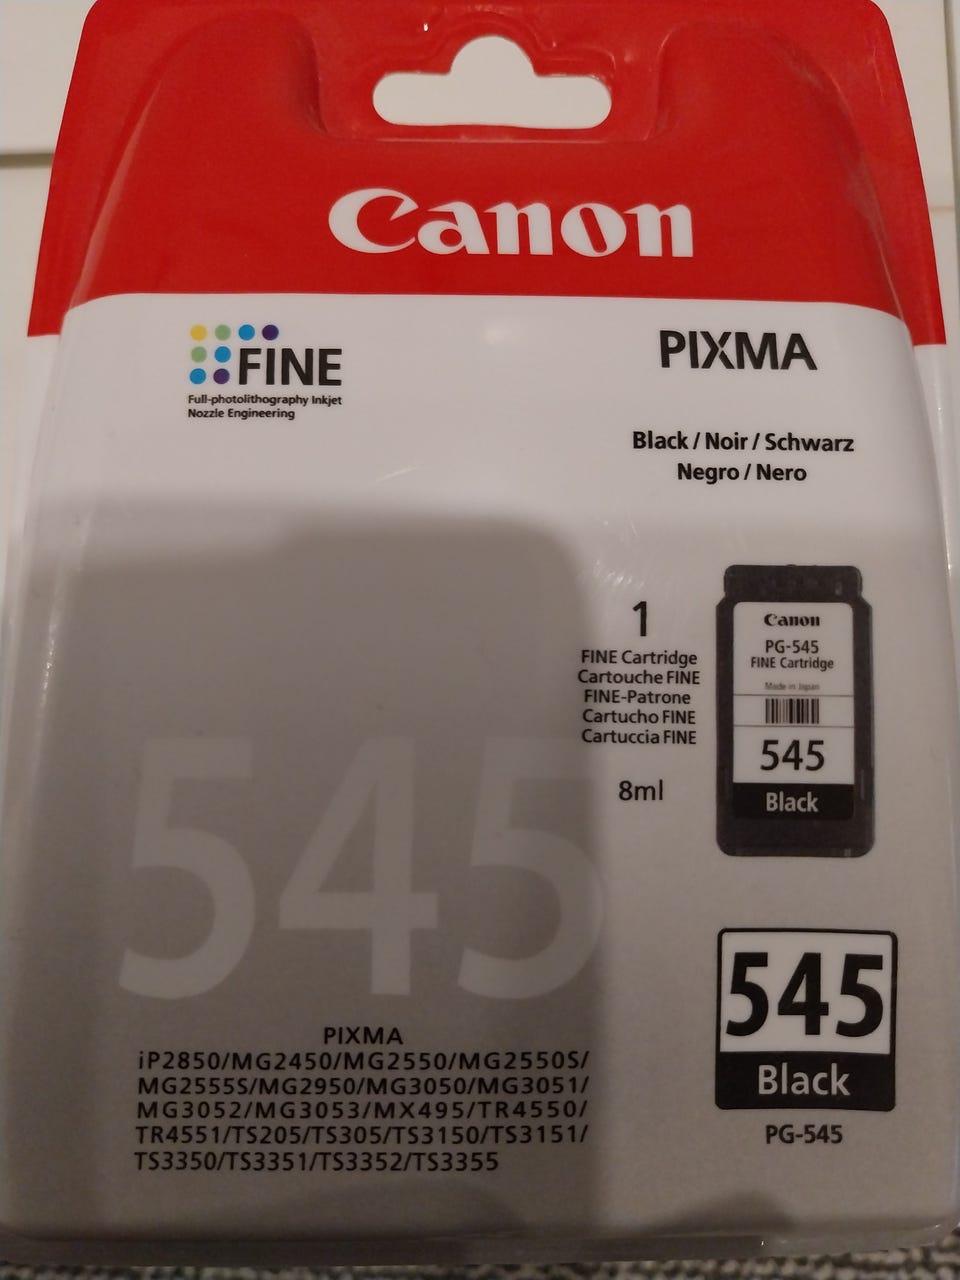 Canon
FINE
Full-photolithography Inkjet
Nozzle Engineering
PIXMA
Black / Noir / Schwarz
Negro / Nero
1
FINE Cartridge
Cartouche FINE
FINE-Patrone
Cartucho FINE
Cartuccia FINE
8ml
Canon
PG-545
FINE Cartridge
Made in Japan
545
Black
545
545
Black
PG-545
PIXMA
iP2850/MG2450/MG2550/MG2550S/
MG2555S/MG2950/MG3050/MG3051/
MG3052/MG3053/MX495/TR4550/
TR4551/TS205/TS305/TS3150/TS3151/
TS3350/TS3351/TS3352/TS3355